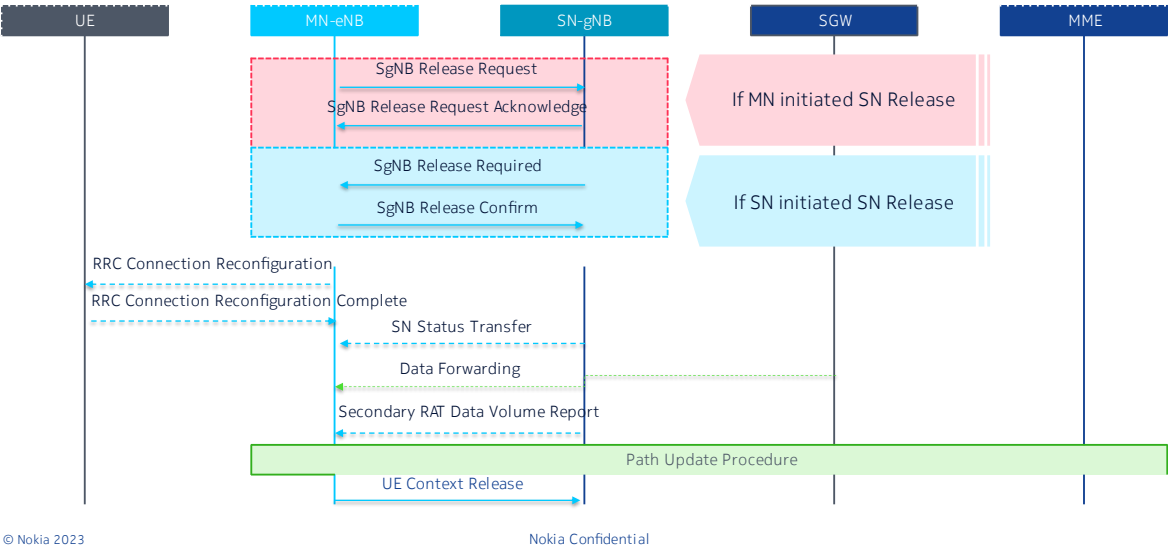 UE
MN-eNB
SN-gNB
SGW
MME
SgNB Release Request
SgNB Release Request Acknowledge
If MN initiated SN Release
SgNB Release Required
SgNB Release Confirm
If SN initiated SN Release
RRC Connection Reconfiguration
RRC Connection Reconfiguration Complete
SN Status Transfer
Data Forwarding
Secondary RAT Data Volume Report
Path Update Procedure
UE Context Release
© Nokia 2023
Nokia Confidential